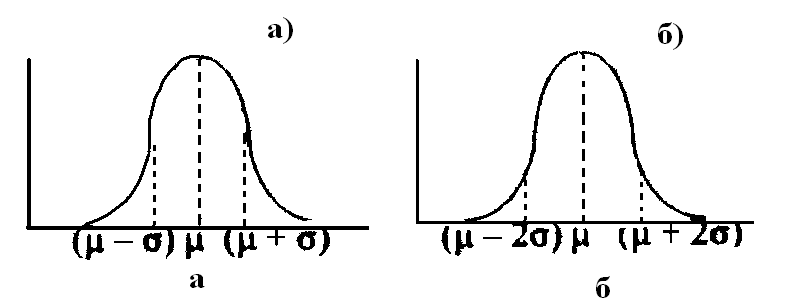 а)
б)
(μ – σ) μ (μ + σ)
(μ – 2σ) μ (μ + 2σ)
а
б